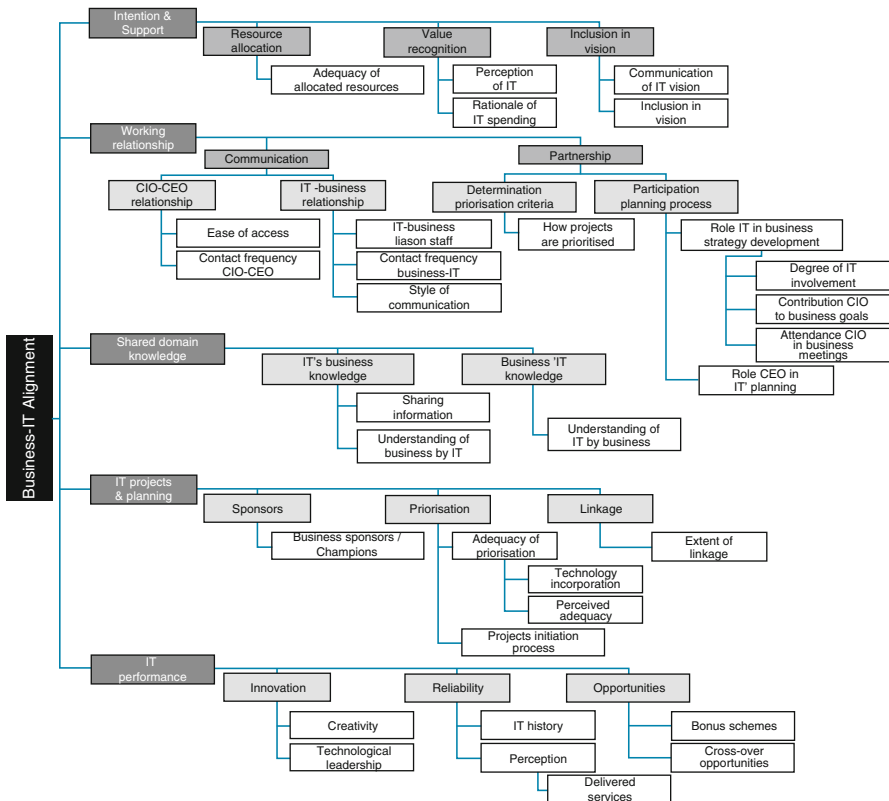 Business-IT Alignment
Intention &
Support
Resource
allocation
Adequacy of
allocated resources
Value
recognition
Perception
of IT
Rationale of
IT spending
Inclusion in
vision
Communication
of IT vision
Inclusion in
vision
Working
relationship
Communication
CIO-CEO
relationship
Ease of access
Contact frequency
CIO-CEO
IT -business
relationship
IT-business
liason staff
Contact frequency
business-IT
Style of
communication
Partnership
Determination
priorisation criteria
How projects
are prioritised
Participation
planning process
Role IT in business
strategy development
Degree of IT
involvement
Contribution CIO
to business goals
Attendance CIO
in business
meetings
Role CEO in
IT' planning
Shared domain
knowledge
IT's business
knowledge
Sharing
information
Understanding of
business by IT
Business 'IT
knowledge
Understanding of
IT by business
IT projects
& planning
Sponsors
Business sponsors /
Champions
Priorisation
Adequacy of
priorisation
Technology
incorporation
Perceived
adequacy
Projects initiation
process
Linkage
Extent of
linkage
IT
performance
Innovation
Creativity
Technological
leadership
Reliability
IT history
Perception
Delivered
services
Opportunities
Bonus schemes
Cross-over
opportunities